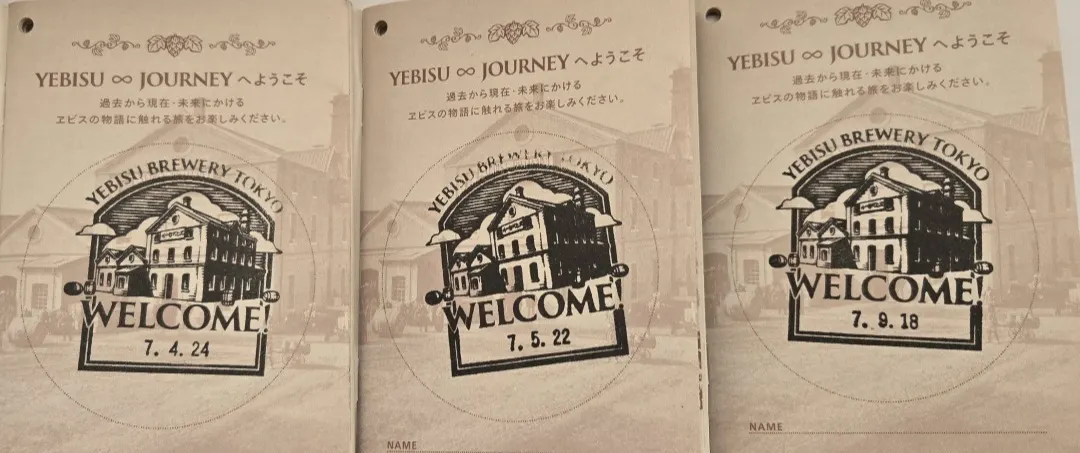 YEBISU ∞ JOURNEY へようこそ
過去から現在・未来にかける
ヱビスの物語に触れる旅をお楽しみください。
YEBISU BREWERY TOKYO
WELCOME!
7. 4. 24
YEBISU ∞ JOURNEY へようこそ
過去から現在・未来にかける
ヱビスの物語に触れる旅をお楽しみください。
YEBISU BREWERY TOKYO
WELCOME!
7. 5. 22
NAME
YEBISU ∞ JOURNEY へようこそ
過去から現在・未来にかける
ヱビスの物語に触れる旅をお楽しみください。
YEBISU BREWERY TOKYO
WELCOME!
7. 9. 18
NAME